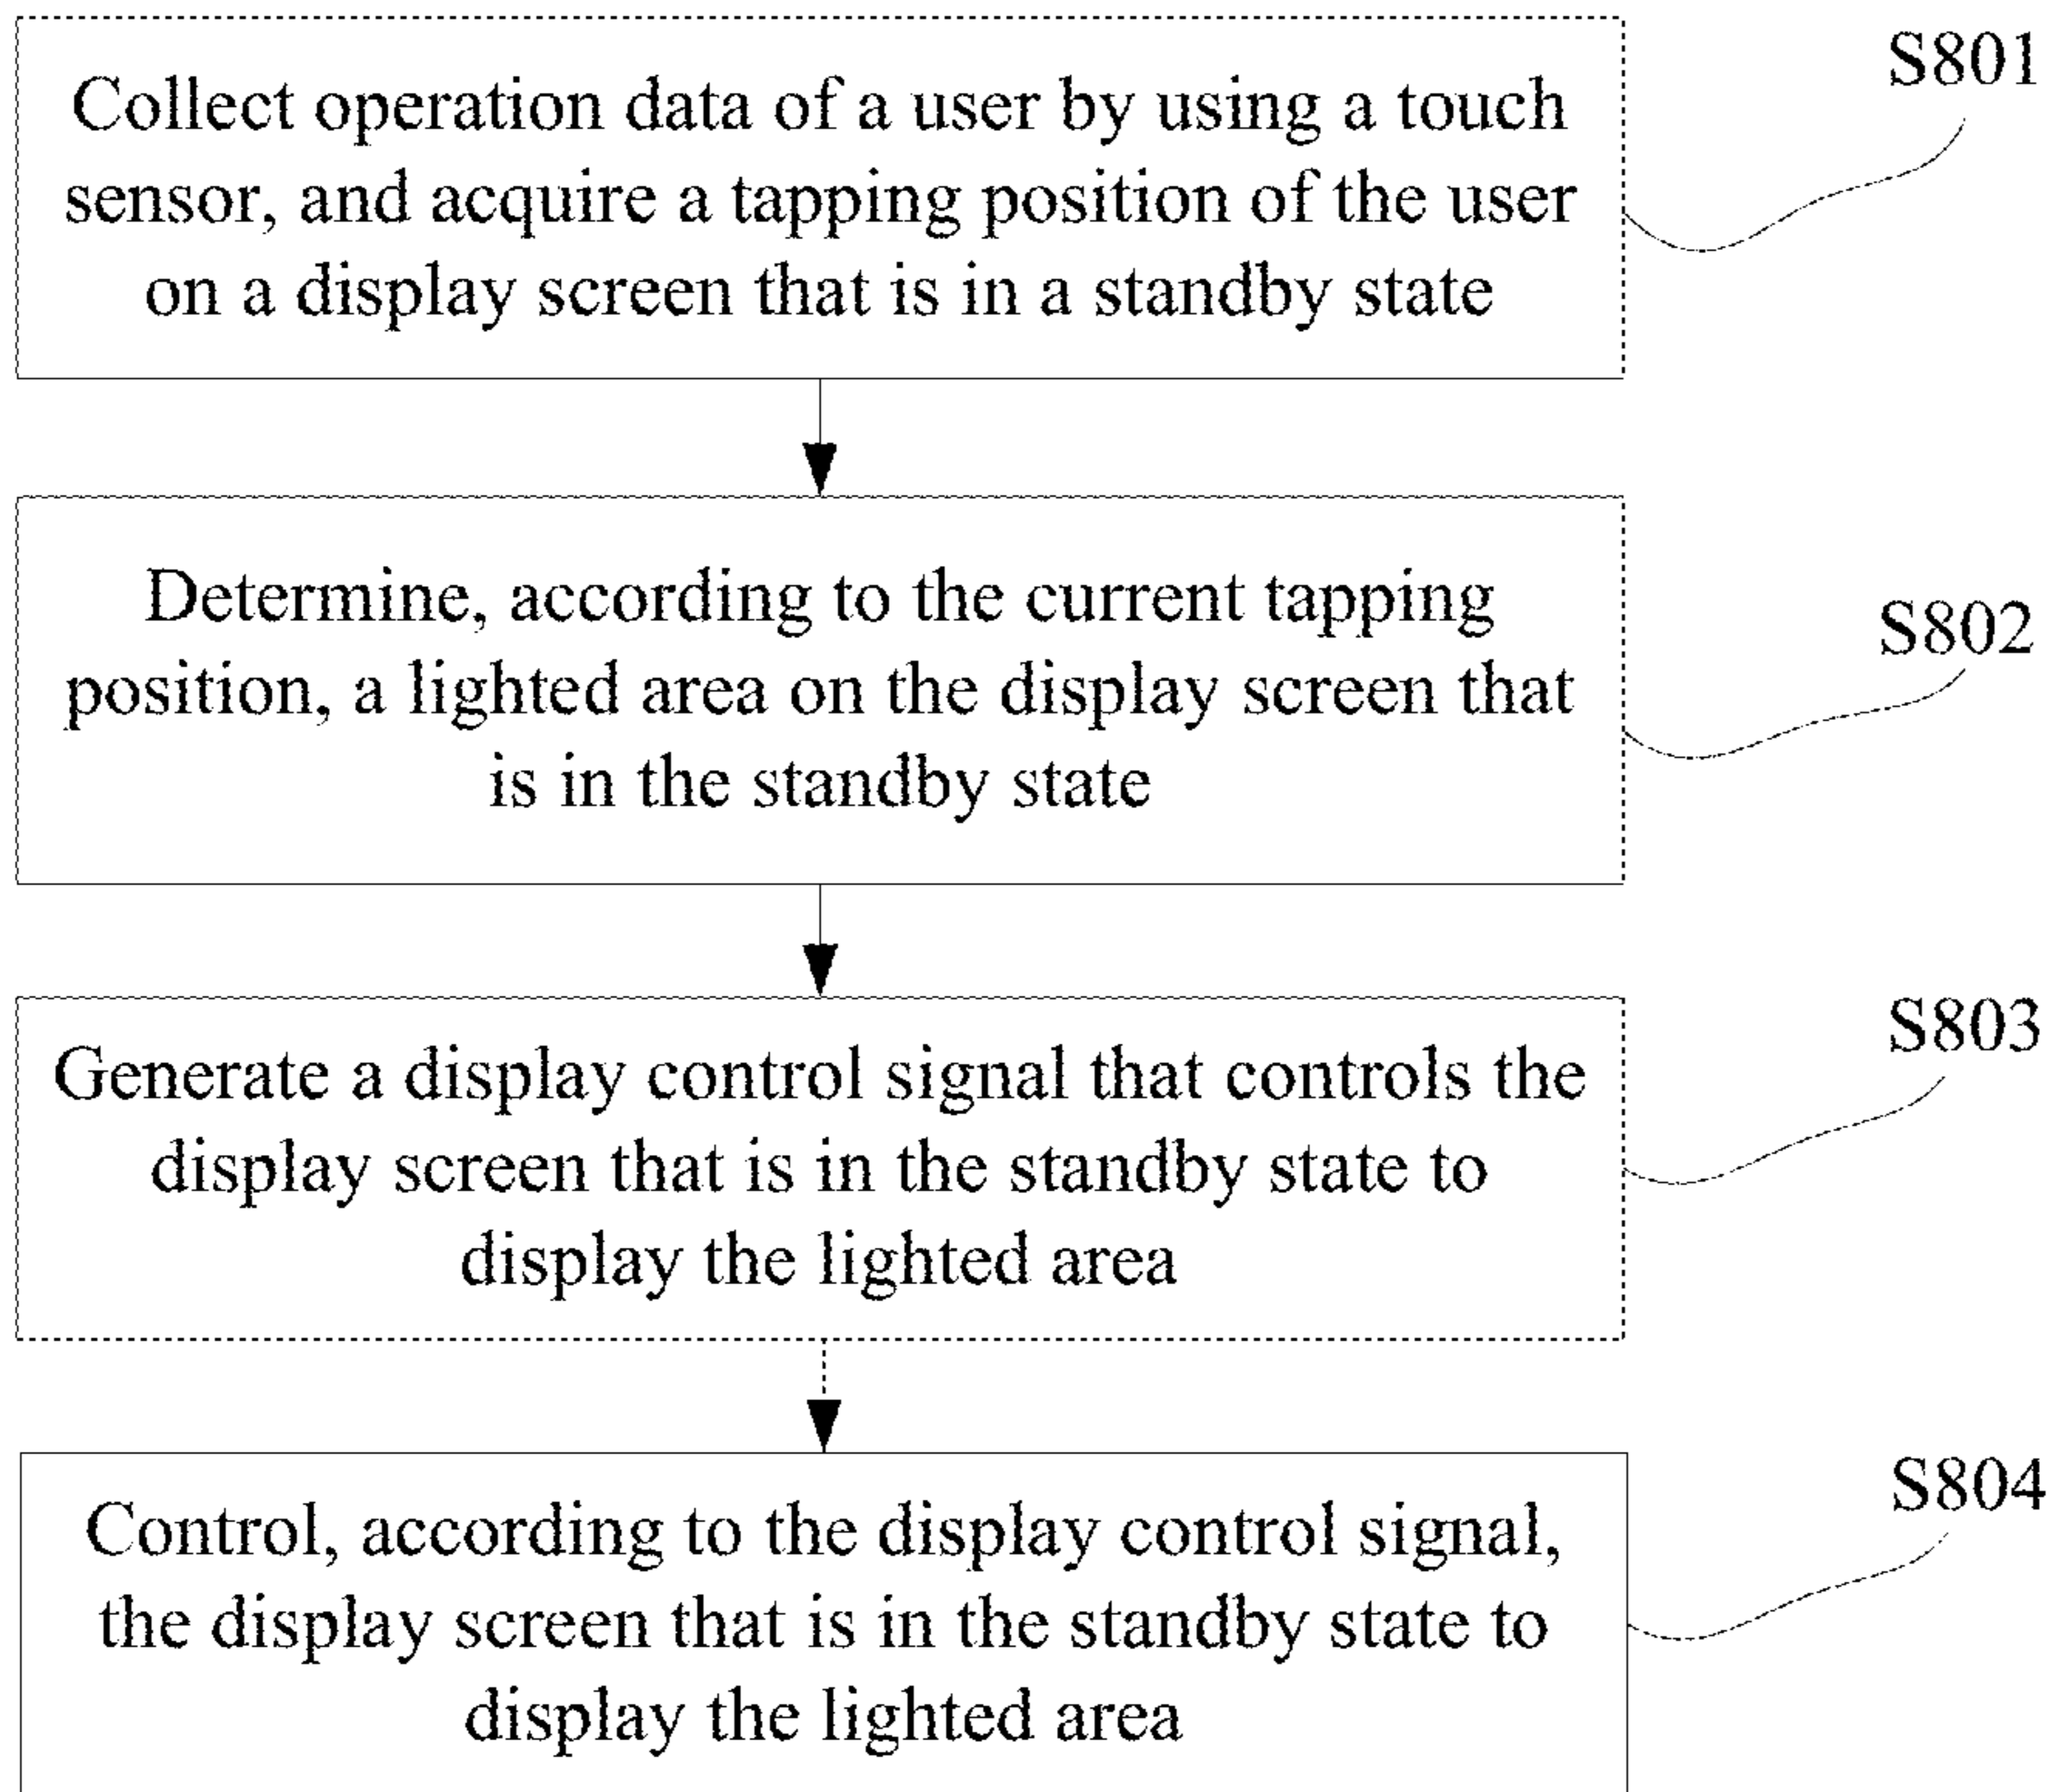 Collect operation data of a user by using a touch
sensor, and acquire a tapping position of the user
on a display screen that is in a standby state
S801
Determine, according to the current tapping
position, a lighted area on the display screen that
is in the standby state
S802
Generate a display control signal that controls the
display screen that is in the standby state to
display the lighted area
S803
Control, according to the display control signal,
the display screen that is in the standby state to
display the lighted area
S804